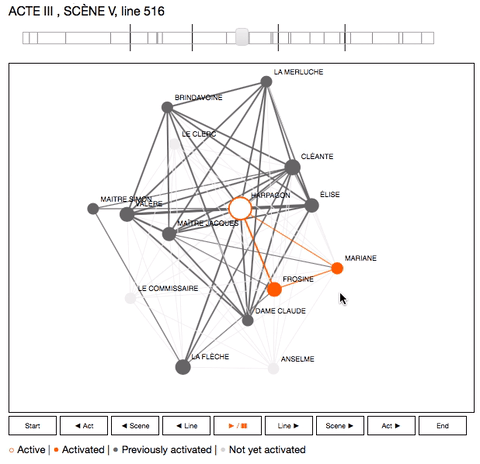 ACTE III , SCÈNE V, line 516
LA MERLUCHE
BRINDAVOINE
LE CLERC
CLÉANTE
MAITRE SIMON
VALÈRE
HARPAGON
ÉLISE
MAÎTRE JACQUES
MARIANE
LE COMMISSAIRE
FROSINE
DAME CLAUDE
LA FLÈCHE
ANSELME
Start
◄ Act
◄ Scene
◄ Line
► / ▮▮
Line ►
Scene ►
Act ►
End
○ Active | ● Activated | ● Previously activated | ● Not yet activated